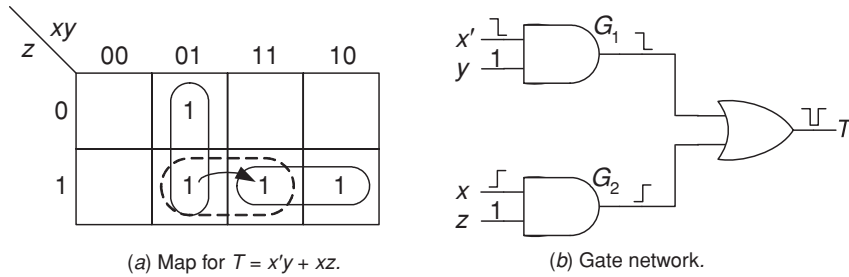 xy
z
00 01 11 10
0 1
1 1 1 1
(a) Map for T = x'y + xz.
x' G₁
y 1
T
x G₂
z 1
(b) Gate network.